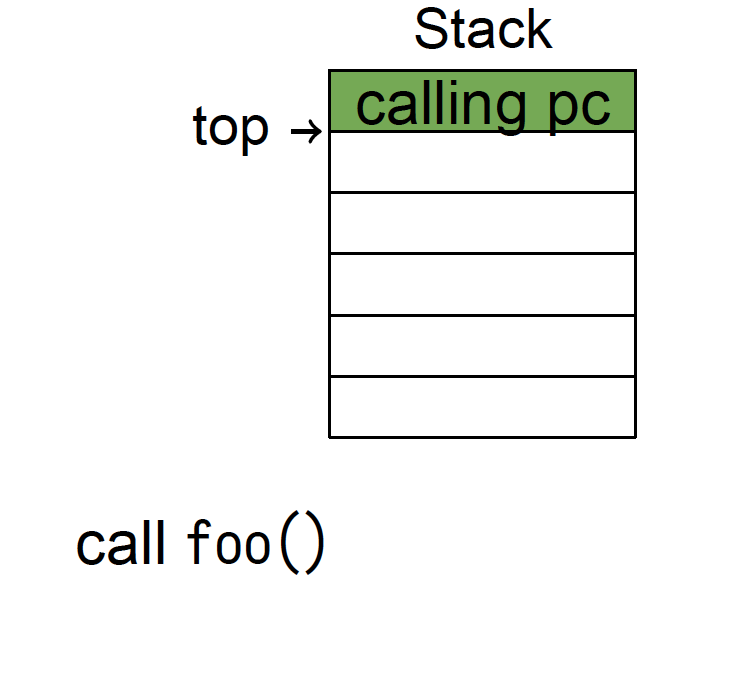 Stack
calling pc
top →
call foo()